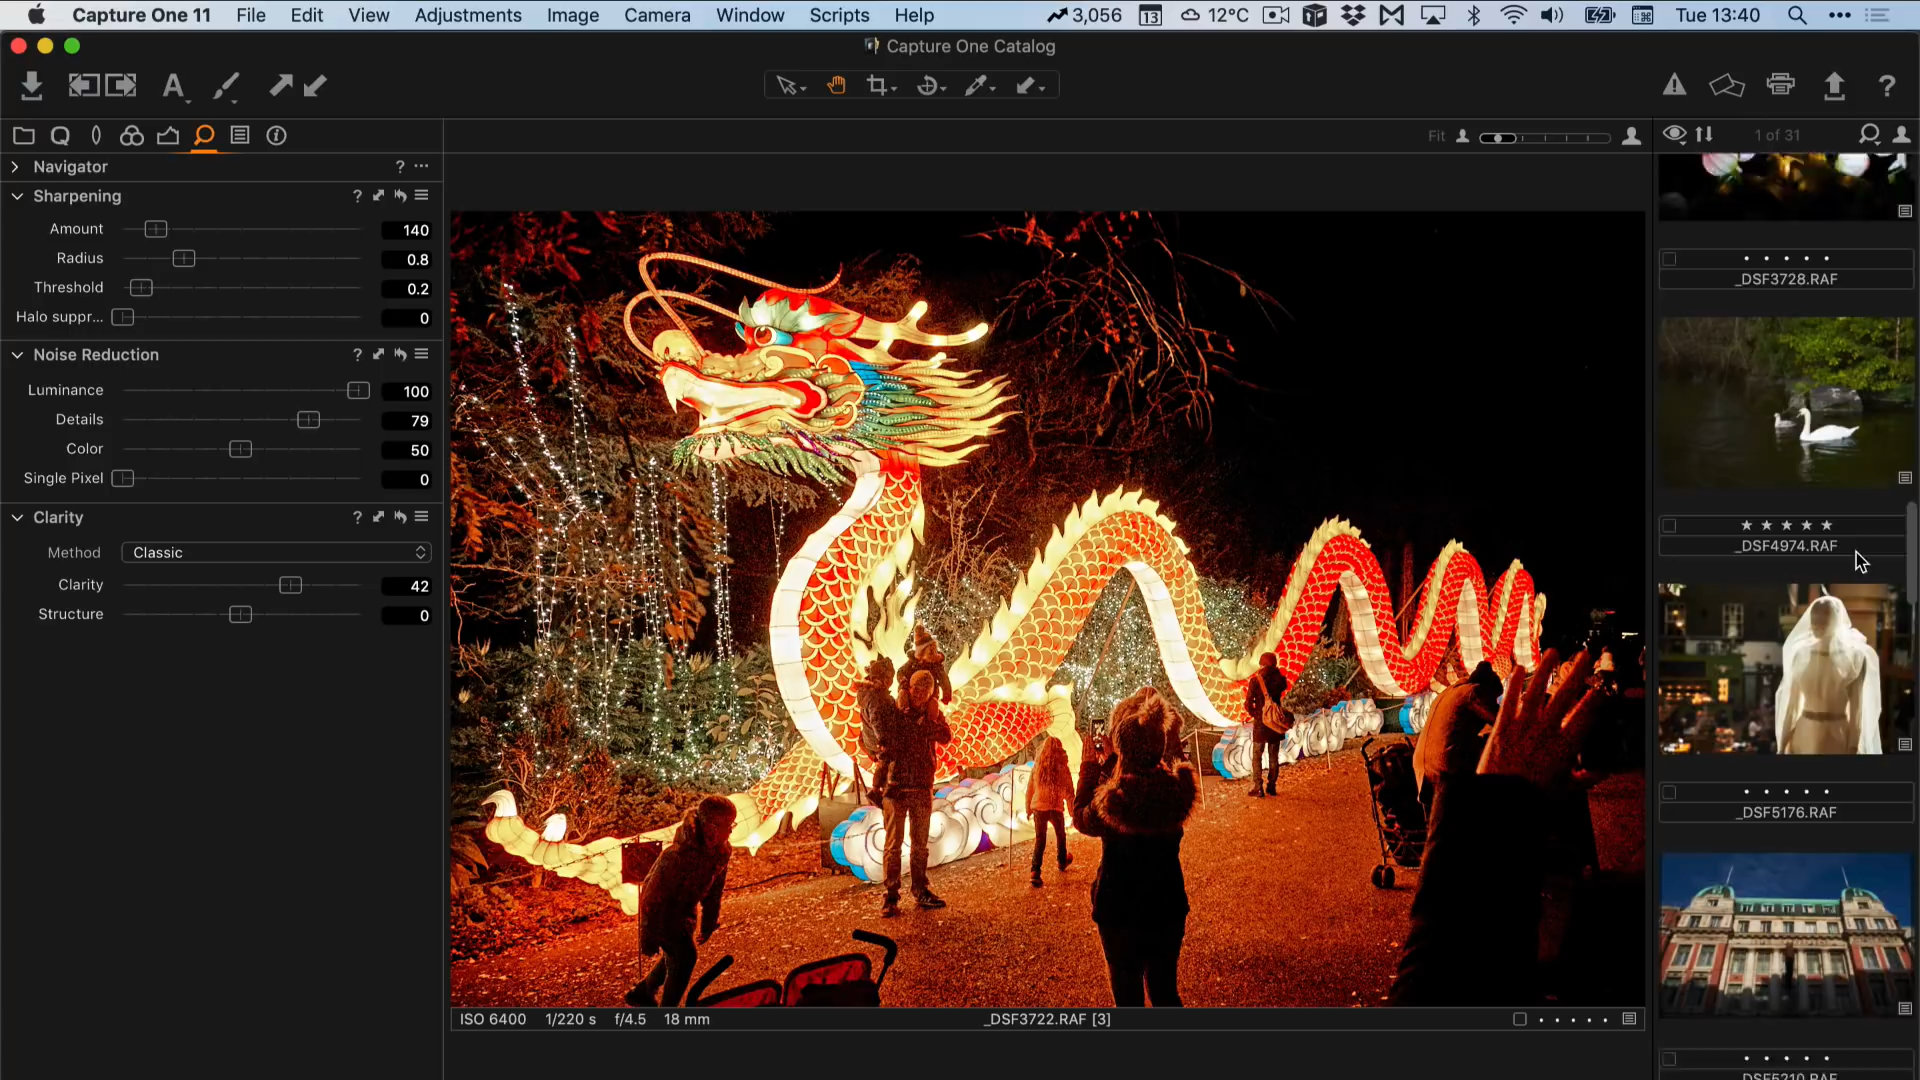 Capture One 11 File Edit View Adjustments Image Camera Window Scripts Help 3,056 13 12°C Tue 13:40
Capture One Catalog
A ?
Fit 1 of 31
Navigator ?
Sharpening ?
Amount 140
Radius 0.8
Threshold 0.2
Halo suppr... 0
Noise Reduction ?
Luminance 100
Details 79
Color 50
Single Pixel 0
Clarity ?
Method Classic
Clarity 42
Structure 0
ISO 6400 1/220 s f/4.5 18 mm _DSF3722.RAF [3]
_DSF3728.RAF
_DSF4974.RAF
_DSF5176.RAF
_DSF5210.RAF